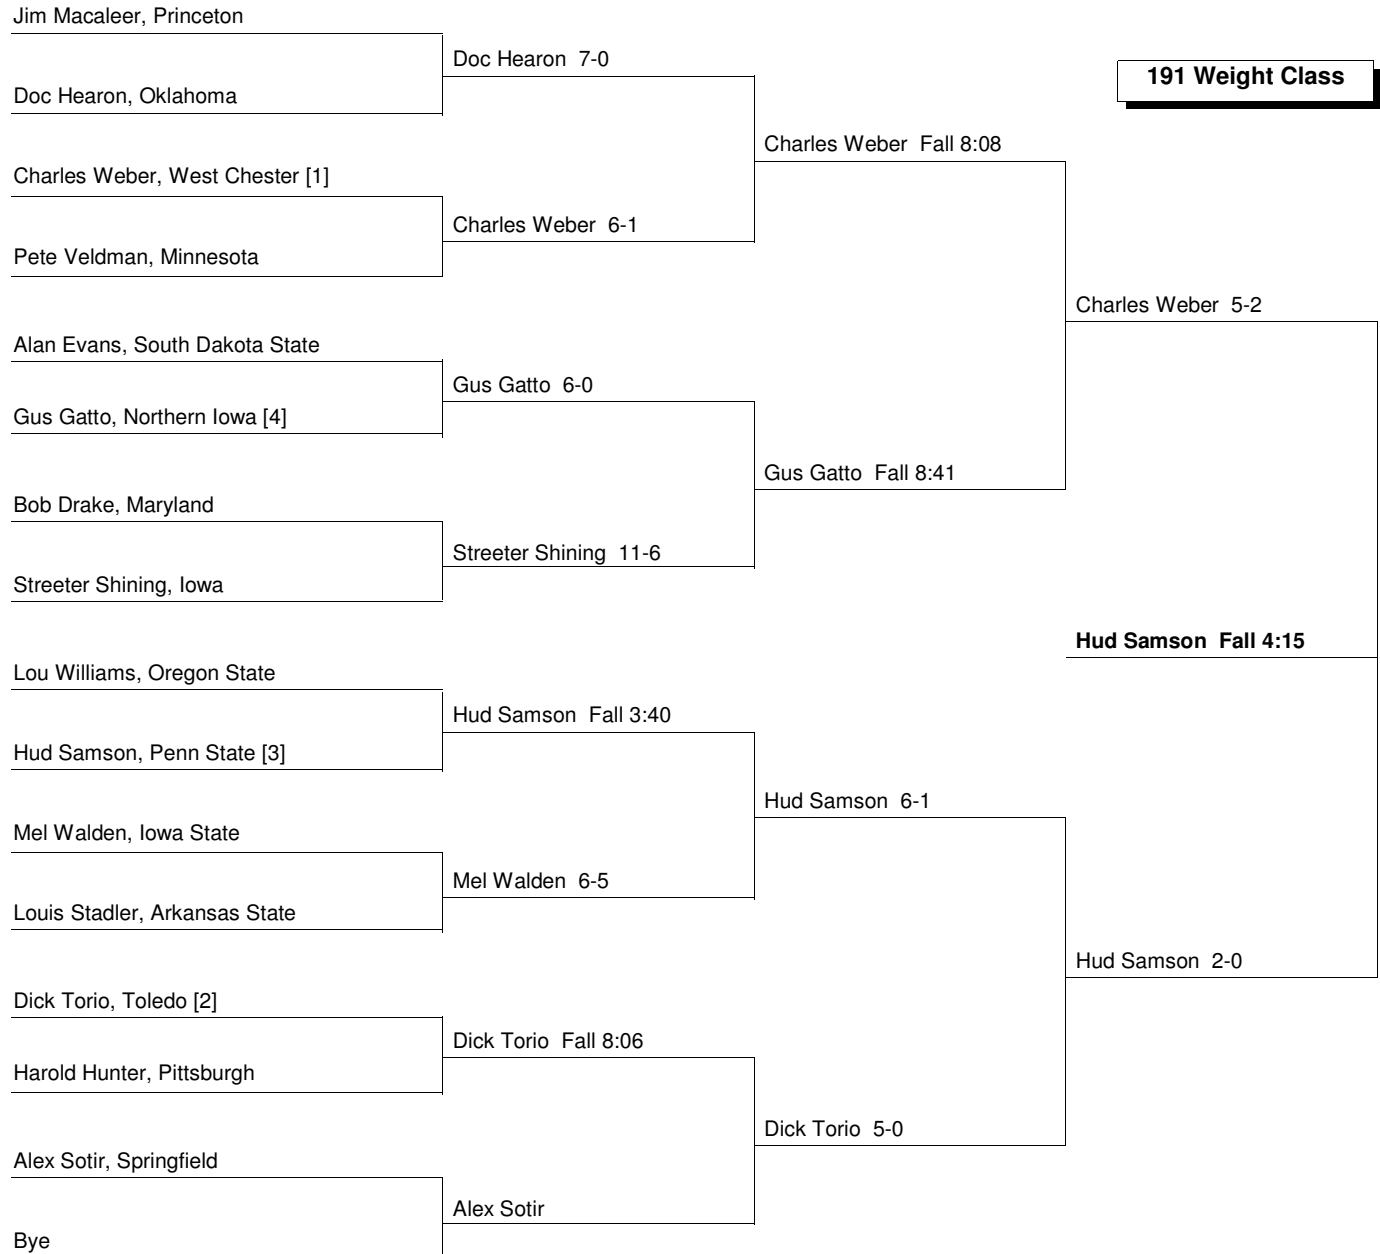 Jim Macaleer, Princeton
Doc Hearon 7-0
191 Weight Class
Doc Hearon, Oklahoma
Charles Weber Fall 8:08
Charles Weber, West Chester [1]
Charles Weber 6-1
Pete Veldman, Minnesota
Charles Weber 5-2
Alan Evans, South Dakota State
Gus Gatto 6-0
Gus Gatto, Northern Iowa [4]
Gus Gatto Fall 8:41
Bob Drake, Maryland
Streeter Shining 11-6
Streeter Shining, Iowa
Hud Samson Fall 4:15
Lou Williams, Oregon State
Hud Samson Fall 3:40
Hud Samson, Penn State [3]
Hud Samson 6-1
Mel Walden, Iowa State
Mel Walden 6-5
Louis Stadler, Arkansas State
Hud Samson 2-0
Dick Torio, Toledo [2]
Dick Torio Fall 8:06
Harold Hunter, Pittsburgh
Dick Torio 5-0
Alex Sotir, Springfield
Alex Sotir
Bye